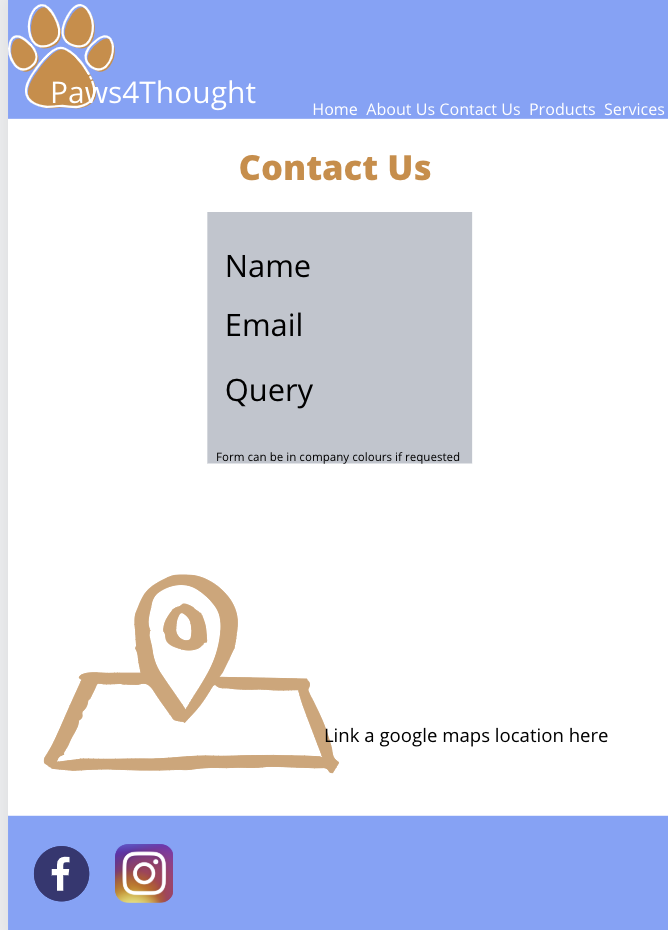 Paws4Thought
Home About Us Contact Us Products Services
Contact Us
Name
Email
Query
Form can be in company colours if requested
Link a google maps location here